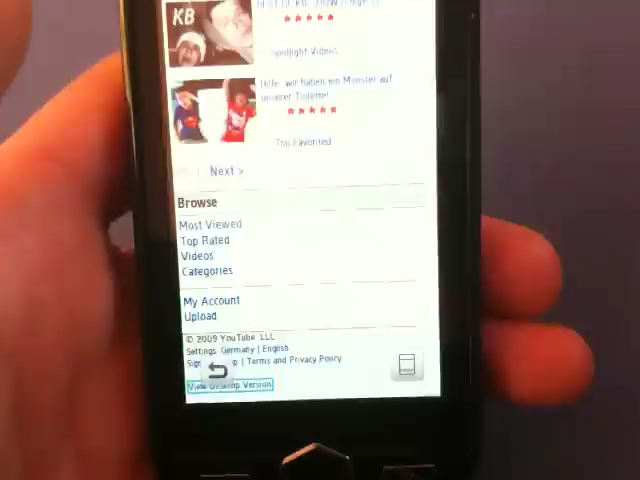 KB
Spotlight Videos
Hilfe, wir haben ein Monster auf
unserer Toilette!
Top Favorited
Next >
Browse
Most Viewed
Top Rated
Videos
Categories
My Account
Upload
© 2009 YouTube, LLC
Settings: Germany | English
Sign | Terms and Privacy Policy
View Desktop Version